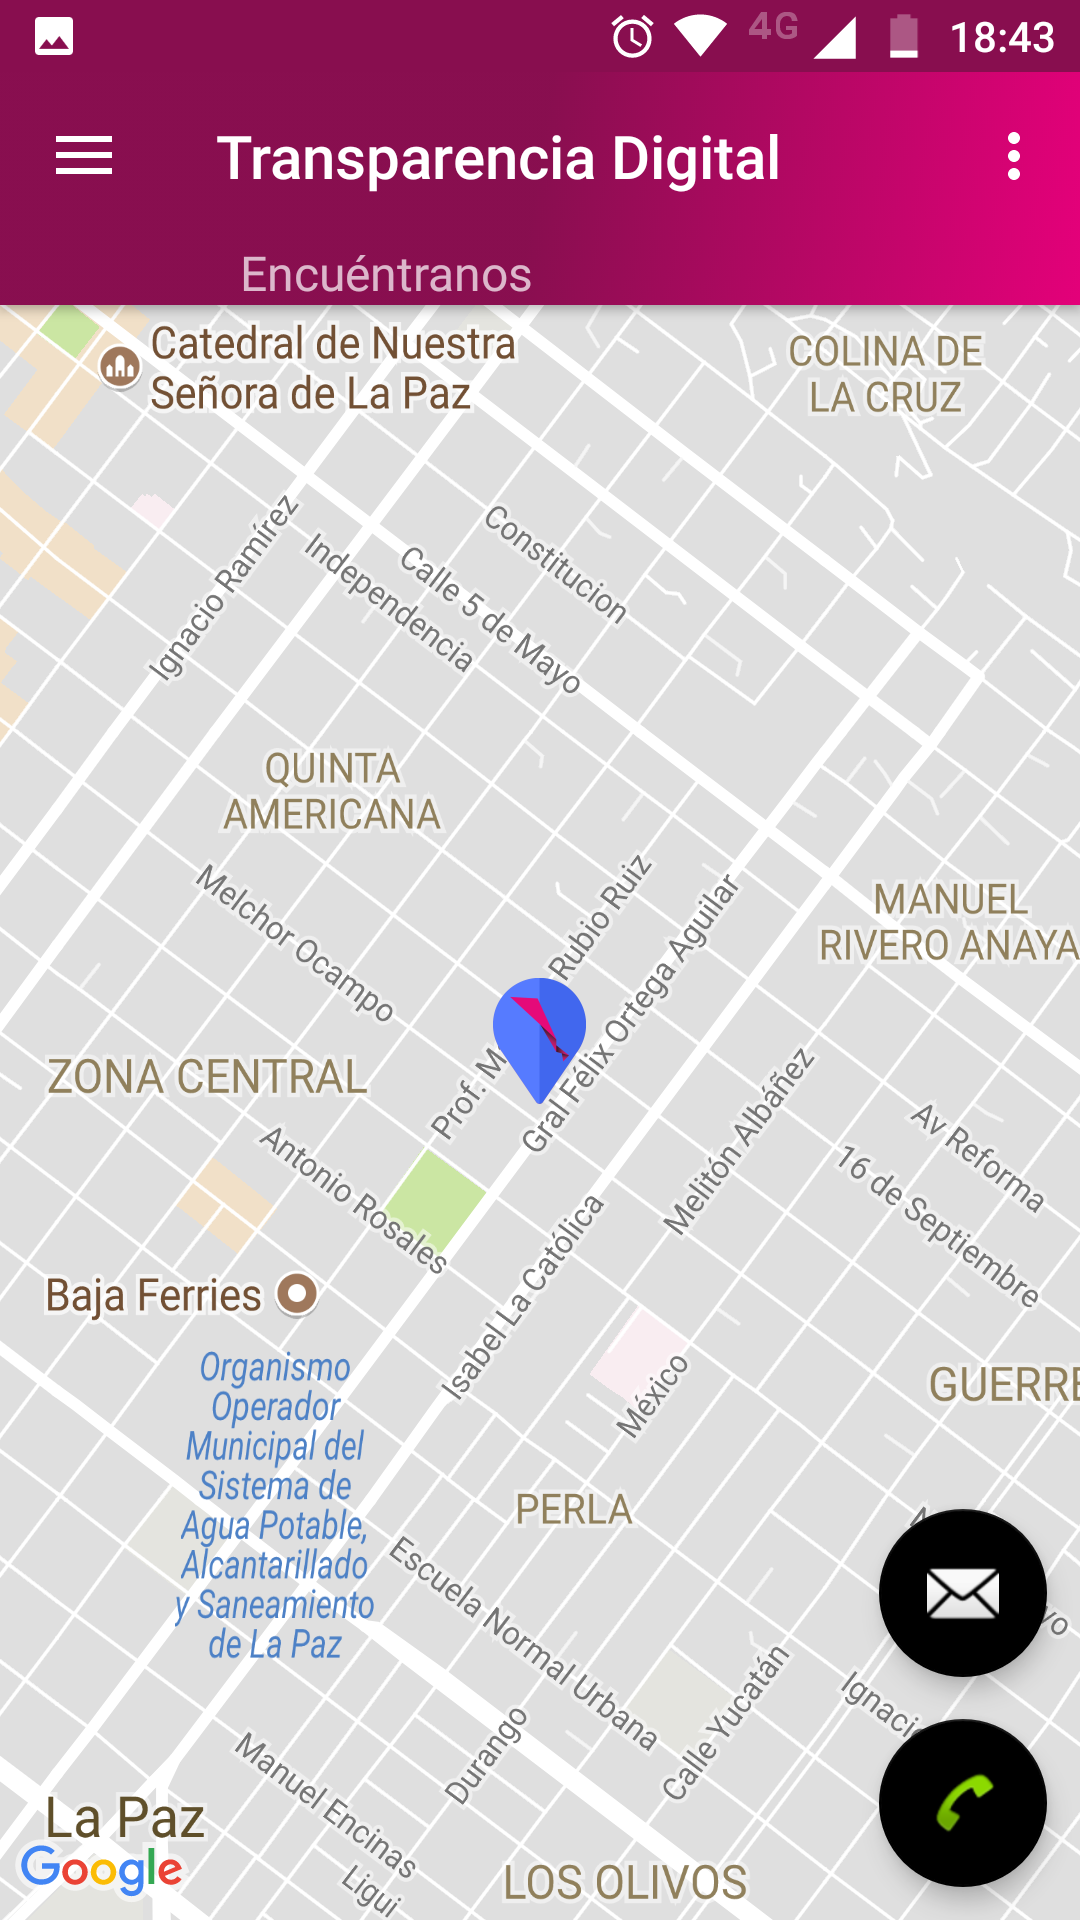 4G 18:43
Transparencia Digital
Encuéntranos
Catedral de Nuestra
Señora de La Paz
COLINA DE
LA CRUZ
Ignacio Ramírez
Independencia
Calle 5 de Mayo
Constitucion
QUINTA
AMERICANA
Melchor Ocampo
Rubio Ruiz
Prof. M
Gral Félix Ortega Aguilar
MANUEL
RIVERO ANAYA
ZONA CENTRAL
Antonio Rosales
Melitón Albáñez
Av Reforma
16 de Septiembre
Isabel La Católica
Baja Ferries
México
GUERRE
Organismo
Operador
Municipal del
Sistema de
Agua Potable,
Alcantarillado
y Saneamiento
de La Paz
PERLA
Escuela Normal Urbana
Calle Yucatán
Durango
Manuel Encinas
La Paz
Google
Ligui
LOS OLIVOS